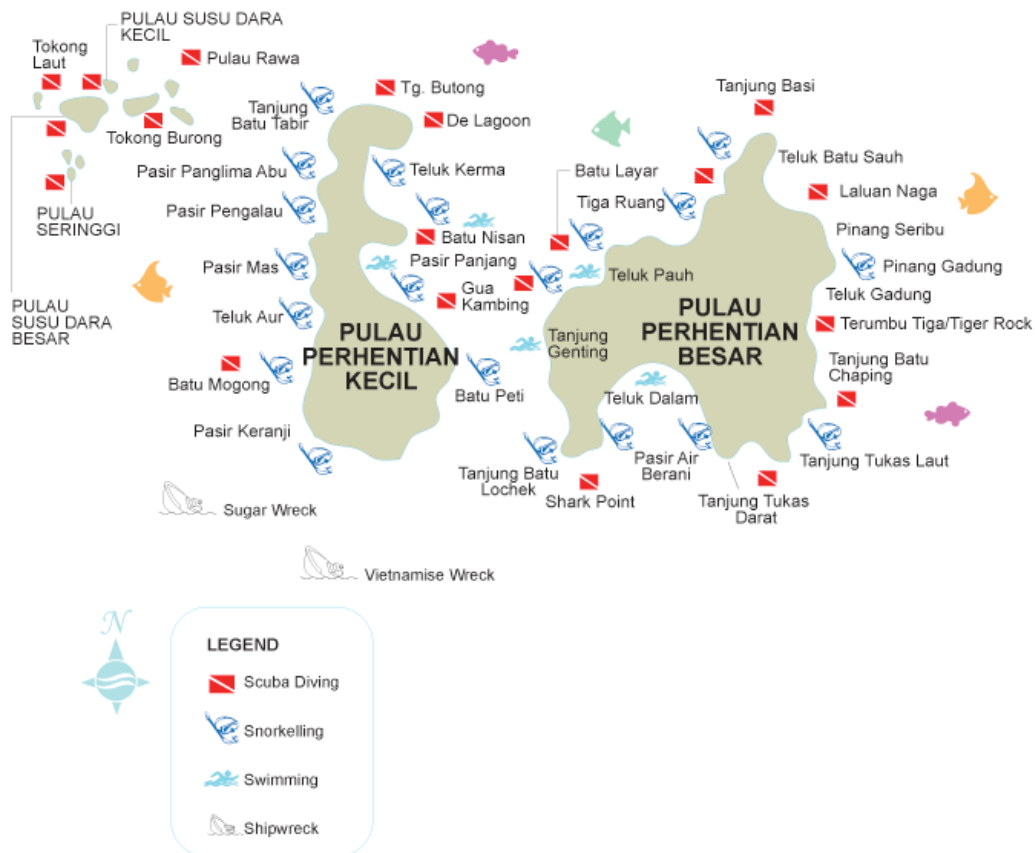 PULAU SUSU DARA
KECIL
Tokong
Laut
Pulau Rawa
Tokong Burong
PULAU
SERINGGI
PULAU
SUSU DARA
BESAR
Tanjung
Batu Tabir
Tg. Butong
De Lagoon
Pasir Panglima Abu
Teluk Kerma
Pasir Pengalau
Batu Nisan
Pasir Panjang
Pasir Mas
Gua
Kambing
Teluk Aur
PULAU
PERHENTIAN
KECIL
Batu Mogong
Batu Peti
Pasir Keranji
Sugar Wreck
Vietnamise Wreck
Tanjung Basi
Teluk Batu Sauh
Batu Layar
Tiga Ruang
Laluan Naga
Pinang Seribu
Teluk Pauh
Pinang Gadung
Teluk Gadung
PULAU
PERHENTIAN
BESAR
Terumbu Tiga/Tiger Rock
Tanjung
Genting
Tanjung Batu
Chaping
Teluk Dalam
Tanjung Batu
Lochek
Shark Point
Pasir Air
Berani
Tanjung Tukas
Darat
Tanjung Tukas Laut
N
LEGEND
Scuba Diving
Snorkelling
Swimming
Shipwreck